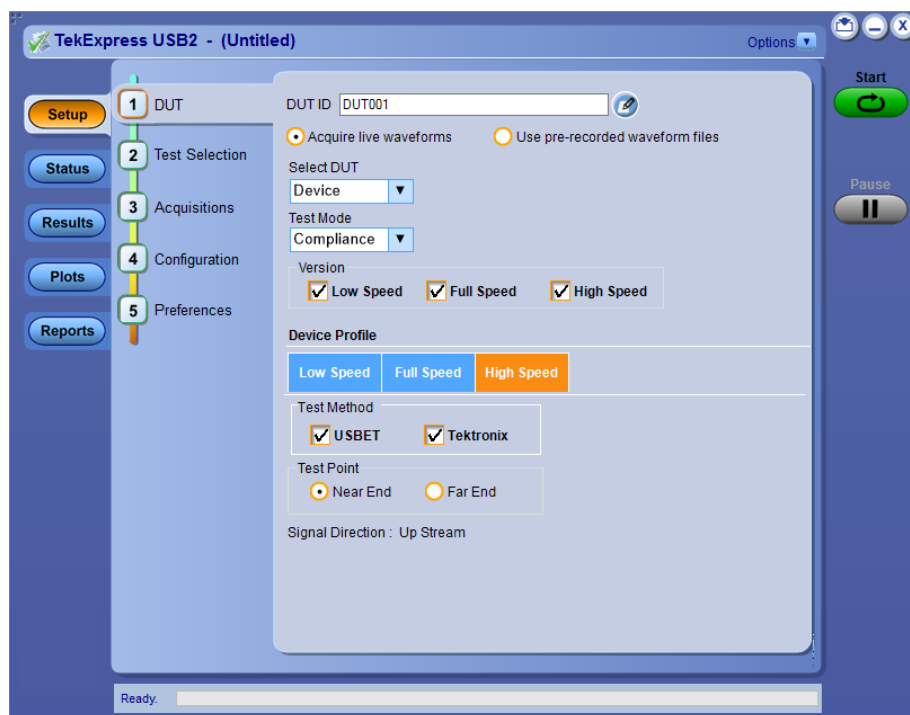 TekExpress USB2 - (Untitled)
Options
Start
Pause
Setup
Status
Results
Plots
Reports
1 DUT
2 Test Selection
3 Acquisitions
4 Configuration
5 Preferences
DUT ID DUT001
Acquire live waveforms Use pre-recorded waveform files
Select DUT
Device
Test Mode
Compliance
Version
Low Speed Full Speed High Speed
Device Profile
Low Speed Full Speed High Speed
Test Method
USBET Tektronix
Test Point
Near End Far End
Signal Direction : Up Stream
Ready.